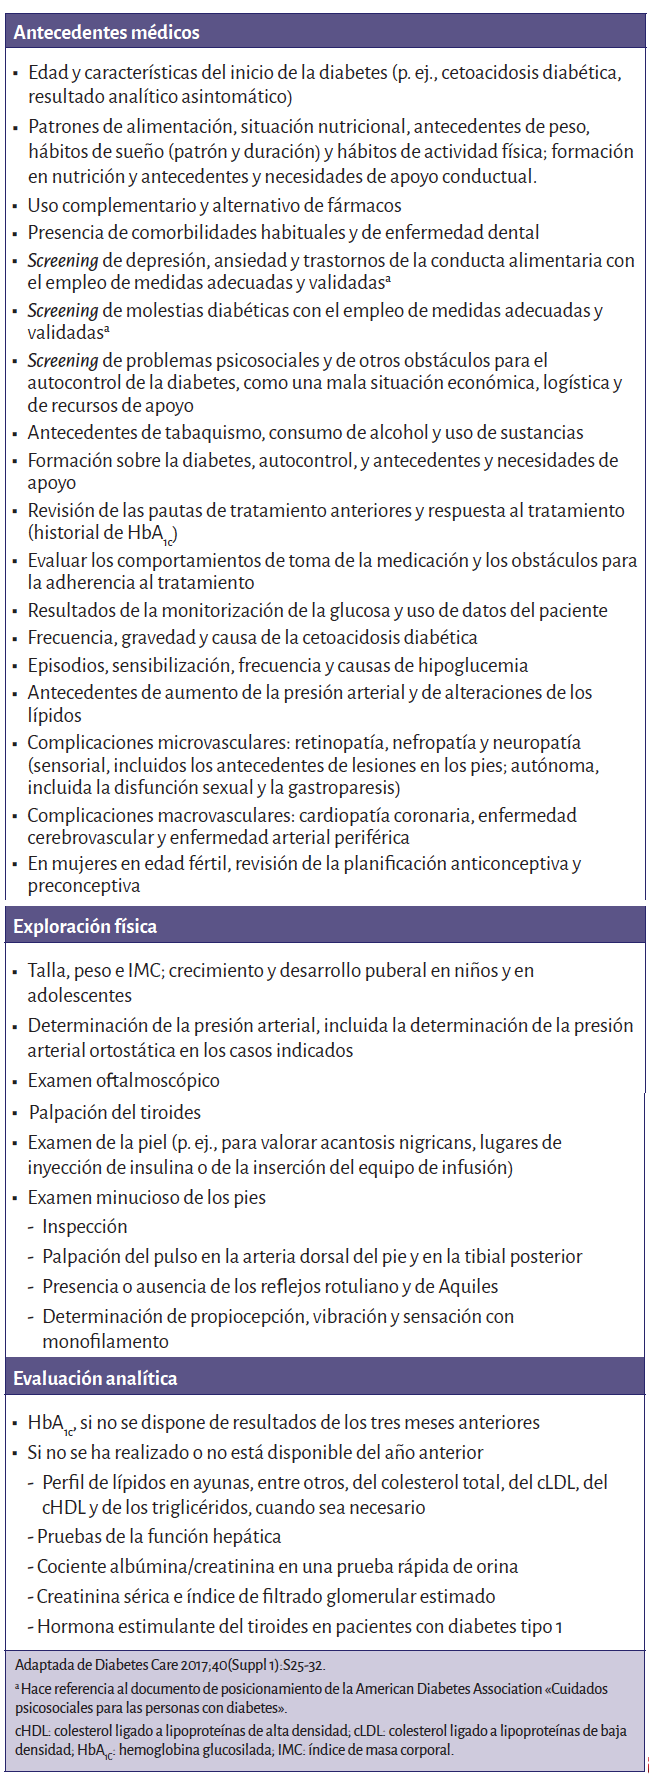 Antecedentes médicos
▪ Edad y características del inicio de la diabetes (p. ej., cetoacidosis diabética,
resultado analítico asintomático)
▪ Patrones de alimentación, situación nutricional, antecedentes de peso,
hábitos de sueño (patrón y duración) y hábitos de actividad física; formación
en nutrición y antecedentes y necesidades de apoyo conductual.
▪ Uso complementario y alternativo de fármacos
▪ Presencia de comorbilidades habituales y de enfermedad dental
▪ Screening de depresión, ansiedad y trastornos de la conducta alimentaria con
el empleo de medidas adecuadas y validadasª
▪ Screening de molestias diabéticas con el empleo de medidas adecuadas y
validadasª
▪ Screening de problemas psicosociales y de otros obstáculos para el
autocontrol de la diabetes, como una mala situación económica, logística y
de recursos de apoyo
▪ Antecedentes de tabaquismo, consumo de alcohol y uso de sustancias
▪ Formación sobre la diabetes, autocontrol, y antecedentes y necesidades de
apoyo
▪ Revisión de las pautas de tratamiento anteriores y respuesta al tratamiento
(historial de HbA1c)
▪ Evaluar los comportamientos de toma de la medicación y los obstáculos para
la adherencia al tratamiento
▪ Resultados de la monitorización de la glucosa y uso de datos del paciente
▪ Frecuencia, gravedad y causa de la cetoacidosis diabética
▪ Episodios, sensibilización, frecuencia y causas de hipoglucemia
▪ Antecedentes de aumento de la presión arterial y de alteraciones de los
lípidos
▪ Complicaciones microvasculares: retinopatía, nefropatía y neuropatía
(sensorial, incluidos los antecedentes de lesiones en los pies; autónoma,
incluida la disfunción sexual y la gastroparesis)
▪ Complicaciones macrovasculares: cardiopatía coronaria, enfermedad
cerebrovascular y enfermedad arterial periférica
▪ En mujeres en edad fértil, revisión de la planificación anticonceptiva y
preconceptiva
Exploración física
▪ Talla, peso e IMC; crecimiento y desarrollo puberal en niños y en
adolescentes
▪ Determinación de la presión arterial, incluida la determinación de la presión
arterial ortostática en los casos indicados
▪ Examen oftalmoscópico
▪ Palpación del tiroides
▪ Examen de la piel (p. ej., para valorar acantosis nigricans, lugares de
inyección de insulina o de la inserción del equipo de infusión)
▪ Examen minucioso de los pies
- Inspección
- Palpación del pulso en la arteria dorsal del pie y en la tibial posterior
- Presencia o ausencia de los reflejos rotuliano y de Aquiles
- Determinación de propiocepción, vibración y sensación con
monofilamento
Evaluación analítica
▪ HbA1c, si no se dispone de resultados de los tres meses anteriores
▪ Si no se ha realizado o no está disponible del año anterior
- Perfil de lípidos en ayunas, entre otros, del colesterol total, del cLDL, del
cHDL y de los triglicéridos, cuando sea necesario
- Pruebas de la función hepática
- Cociente albúmina/creatinina en una prueba rápida de orina
- Creatinina sérica e índice de filtrado glomerular estimado
- Hormona estimulante del tiroides en pacientes con diabetes tipo 1
Adaptada de Diabetes Care 2017;40(Suppl 1):S25-32.
ª Hace referencia al documento de posicionamiento de la American Diabetes Association «Cuidados
psicosociales para las personas con diabetes».
cHDL: colesterol ligado a lipoproteínas de alta densidad; cLDL: colesterol ligado a lipoproteínas de baja
densidad; HbA1C: hemoglobina glucosilada; IMC: índice de masa corporal.